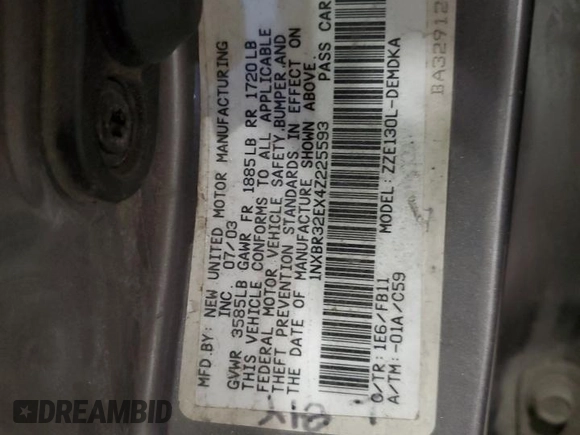 MFD.BY: NEW UNITED MOTOR MANUFACTURING
INC. 07/03
GVWR 3585LB GAWR FR 1885LB RR 1720LB
THIS VEHICLE CONFORMS TO ALL APPLICABLE
FEDERAL MOTOR VEHICLE SAFETY,BUMPER,AND
THEFT PREVENTION STANDARDS IN EFFECT ON
THE DATE OF MANUFACTURE SHOWN ABOVE.
1NXBR32EX4Z225593 PASS CAR
MODEL: ZZE130L-DEMDKA
C/TR: 1E6/FB11
A/TM: -01A/C59
BA32912
DREAMBID